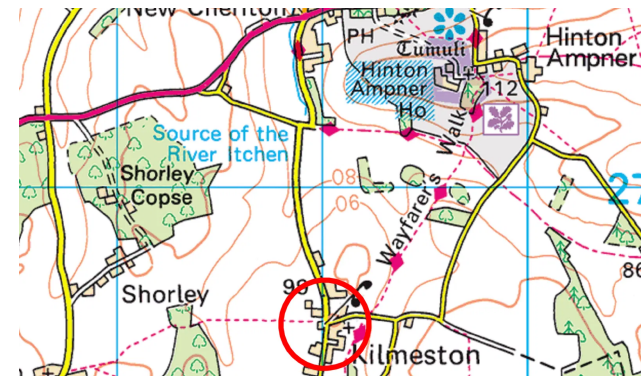 New Cheriton
PH
Tumuli
Hinton
Ampner
Hinton
Ampner
Ho
112
Source of the
River Itchen
Wayfarer's Walk
Shorley
Copse
08
06
27
86
99
Shorley
Kilmeston